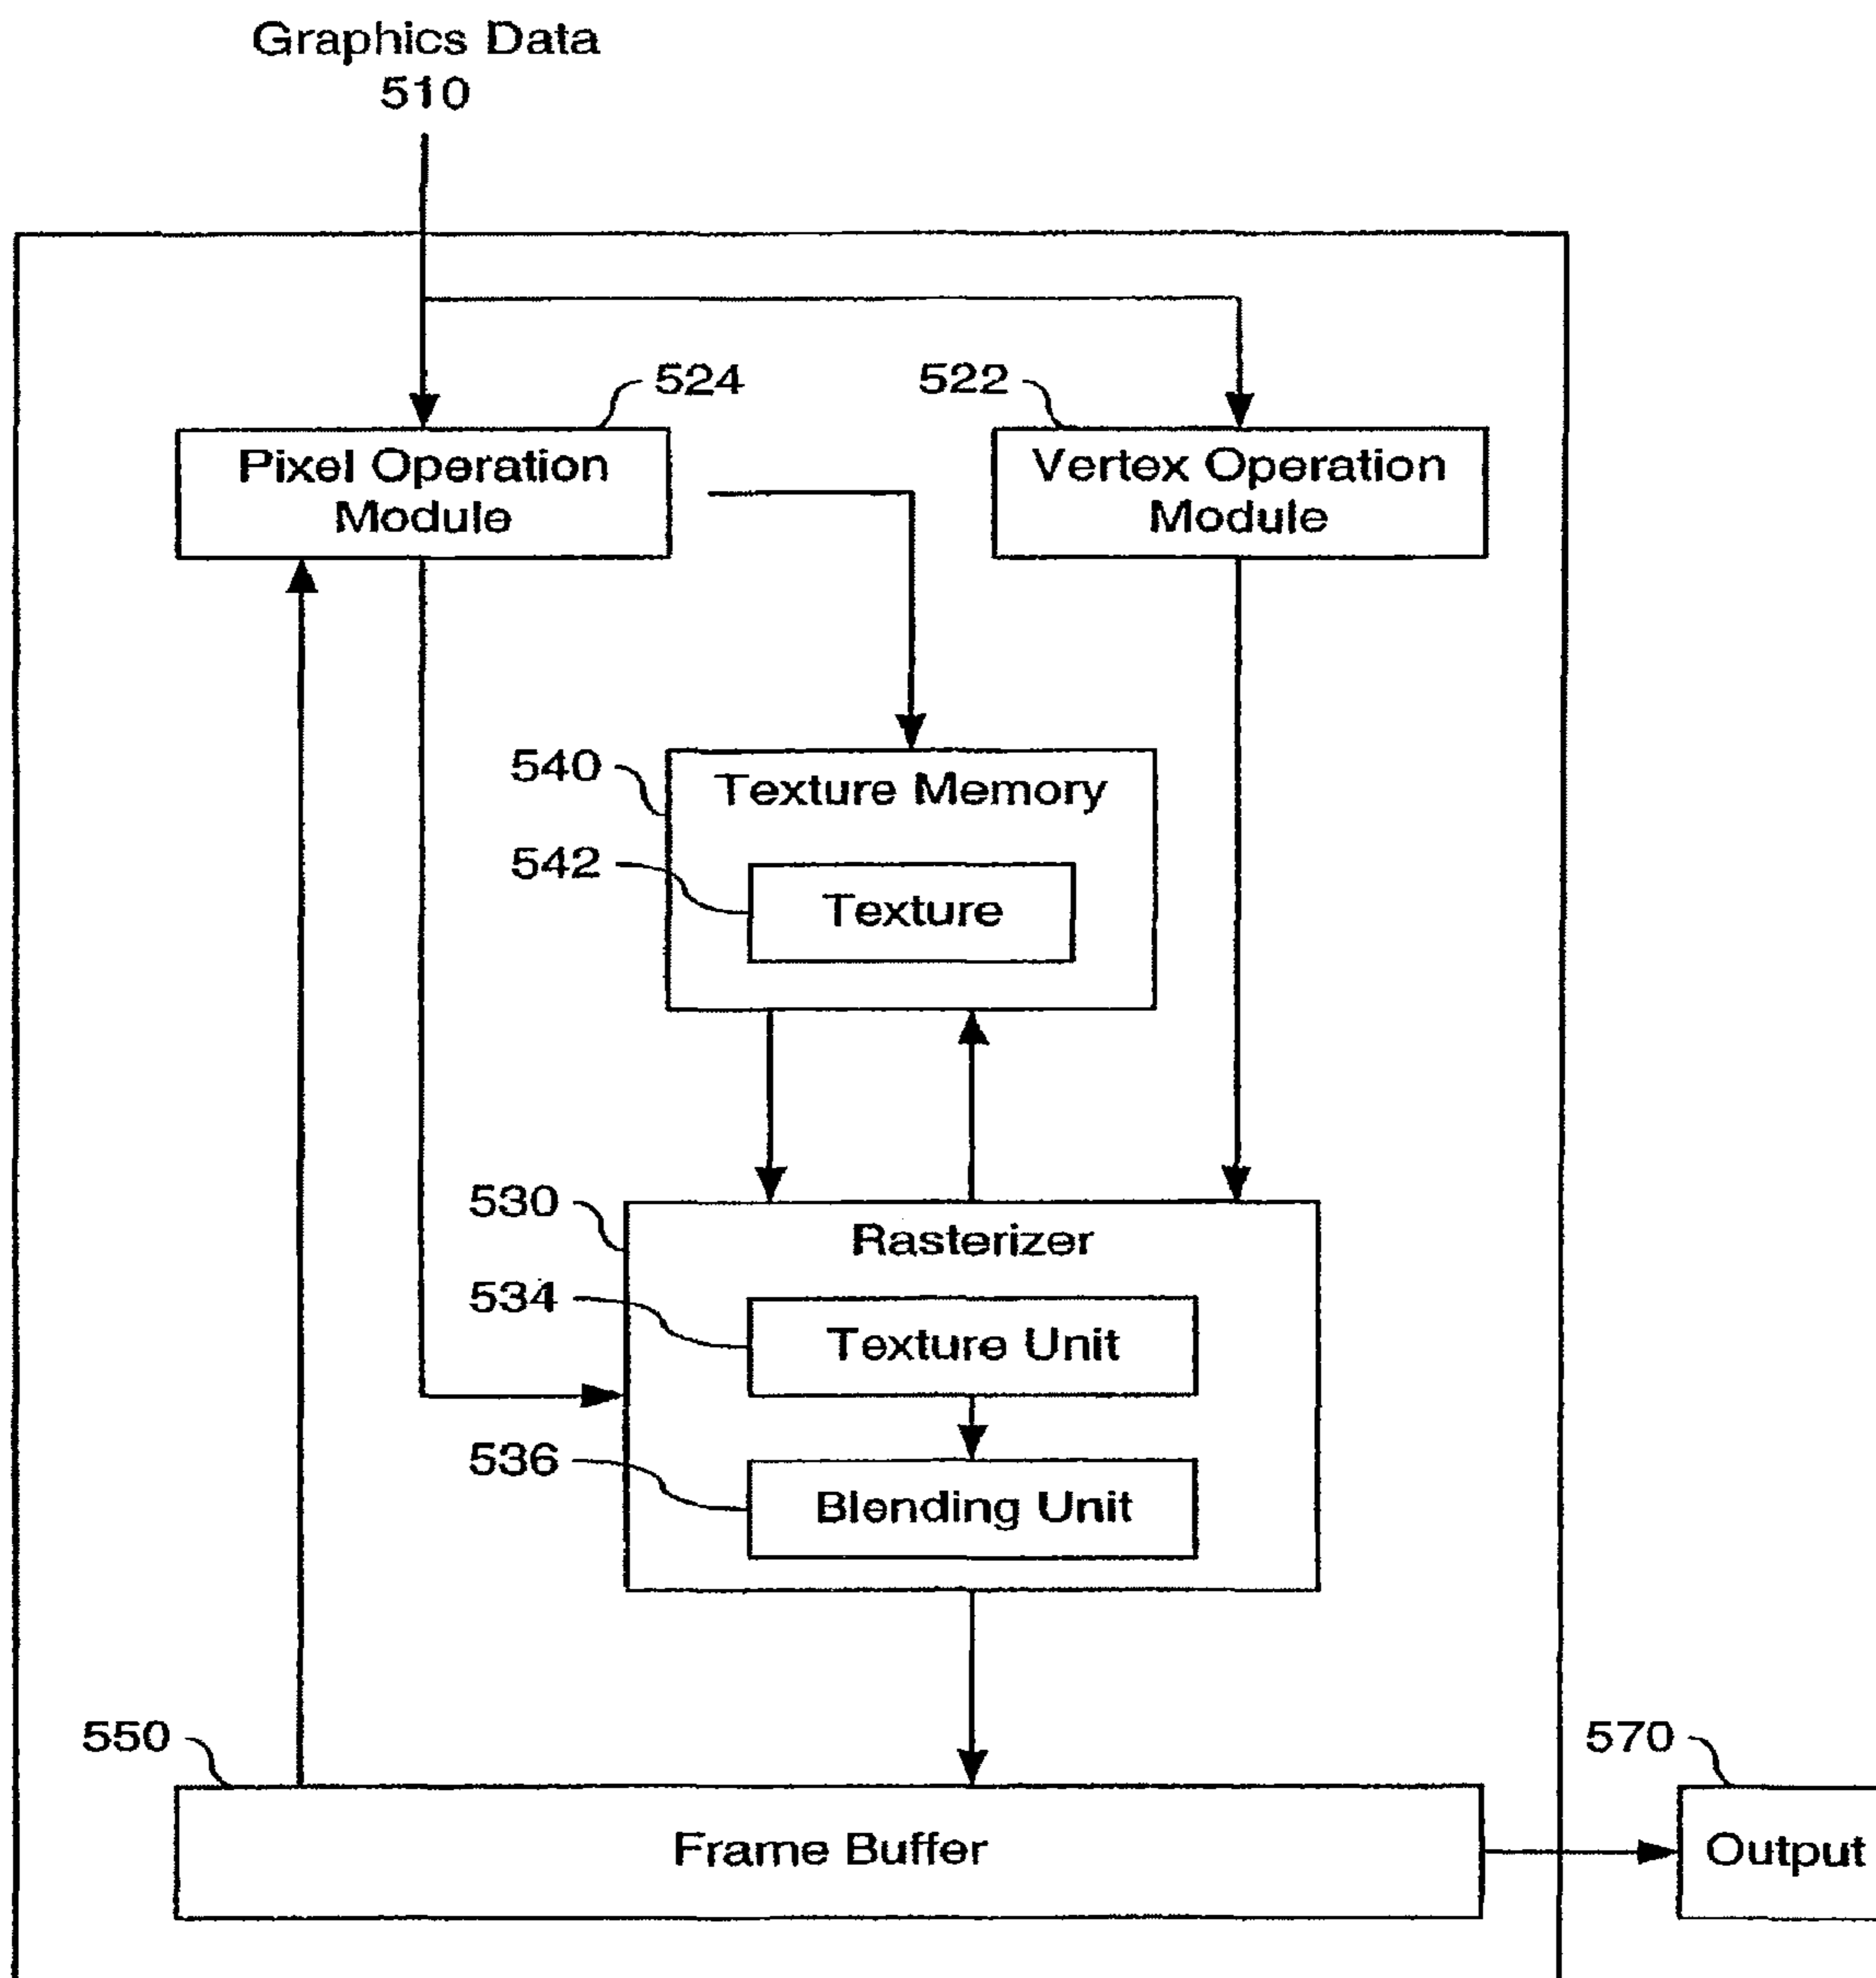 Graphics Data
510
524
522
Pixel Operation
Module
Vertex Operation
Module
540
Texture Memory
542
Texture
530
Rasterizer
534
Texture Unit
536
Blending Unit
550
570
Frame Buffer
Output